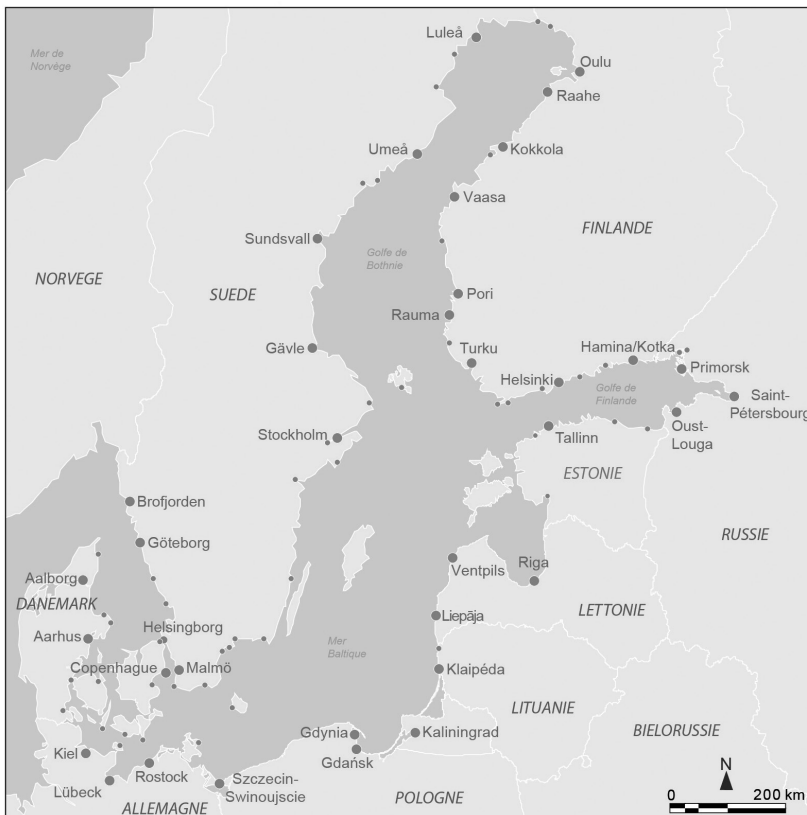 Luleå
Mer de
Norvège
Oulu
Raahe
Umeå
Kokkola
Vaasa
Sundsvall
Golfe de
Bothnie
FINLANDE
NORVEGE
SUEDE
Pori
Rauma
Gävle
Turku
Hamina/Kotka
Helsinki
Primorsk
Golfe de
Finlande
Saint-
Pétersbourg
Stockholm
Tallinn
Oust-
Louga
ESTONIE
Brofjorden
RUSSIE
Göteborg
Ventpils
Riga
Aalborg
DANEMARK
LETTONIE
Liepāja
Helsingborg
Aarhus
Mer
Baltique
Copenhague
Malmö
Klaipéda
LITUANIE
BIELORUSSIE
Gdynia
Kaliningrad
Kiel
Gdańsk
Rostock
Szczecin-
Swinoujscie
Lübeck
ALLEMAGNE
POLOGNE
N
0 200 km